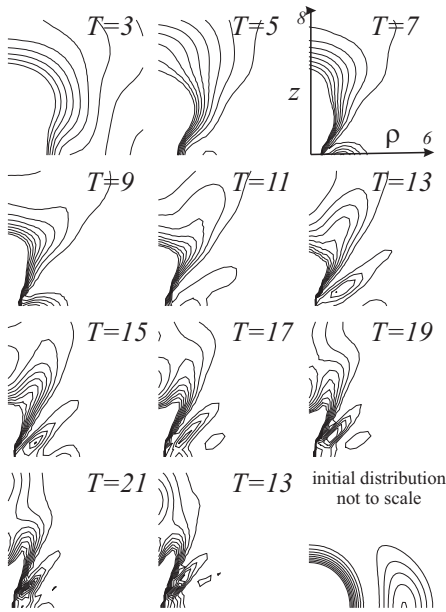 T=3
T=5
T=7
8
z
ρ
6
T=9
T=11
T=13
T=15
T=17
T=19
T=21
T=13
initial distribution
not to scale